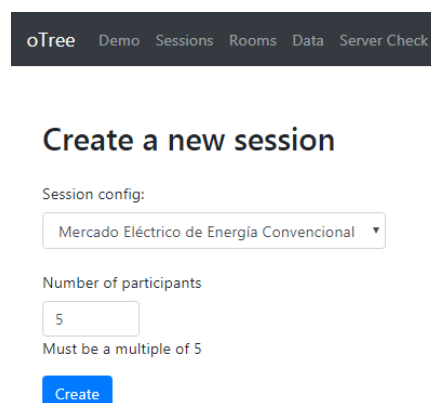 oTree Demo Sessions Rooms Data Server Check
Create a new session
Session config:
Mercado Eléctrico de Energía Convencional
Number of participants
5
Must be a multiple of 5
Create